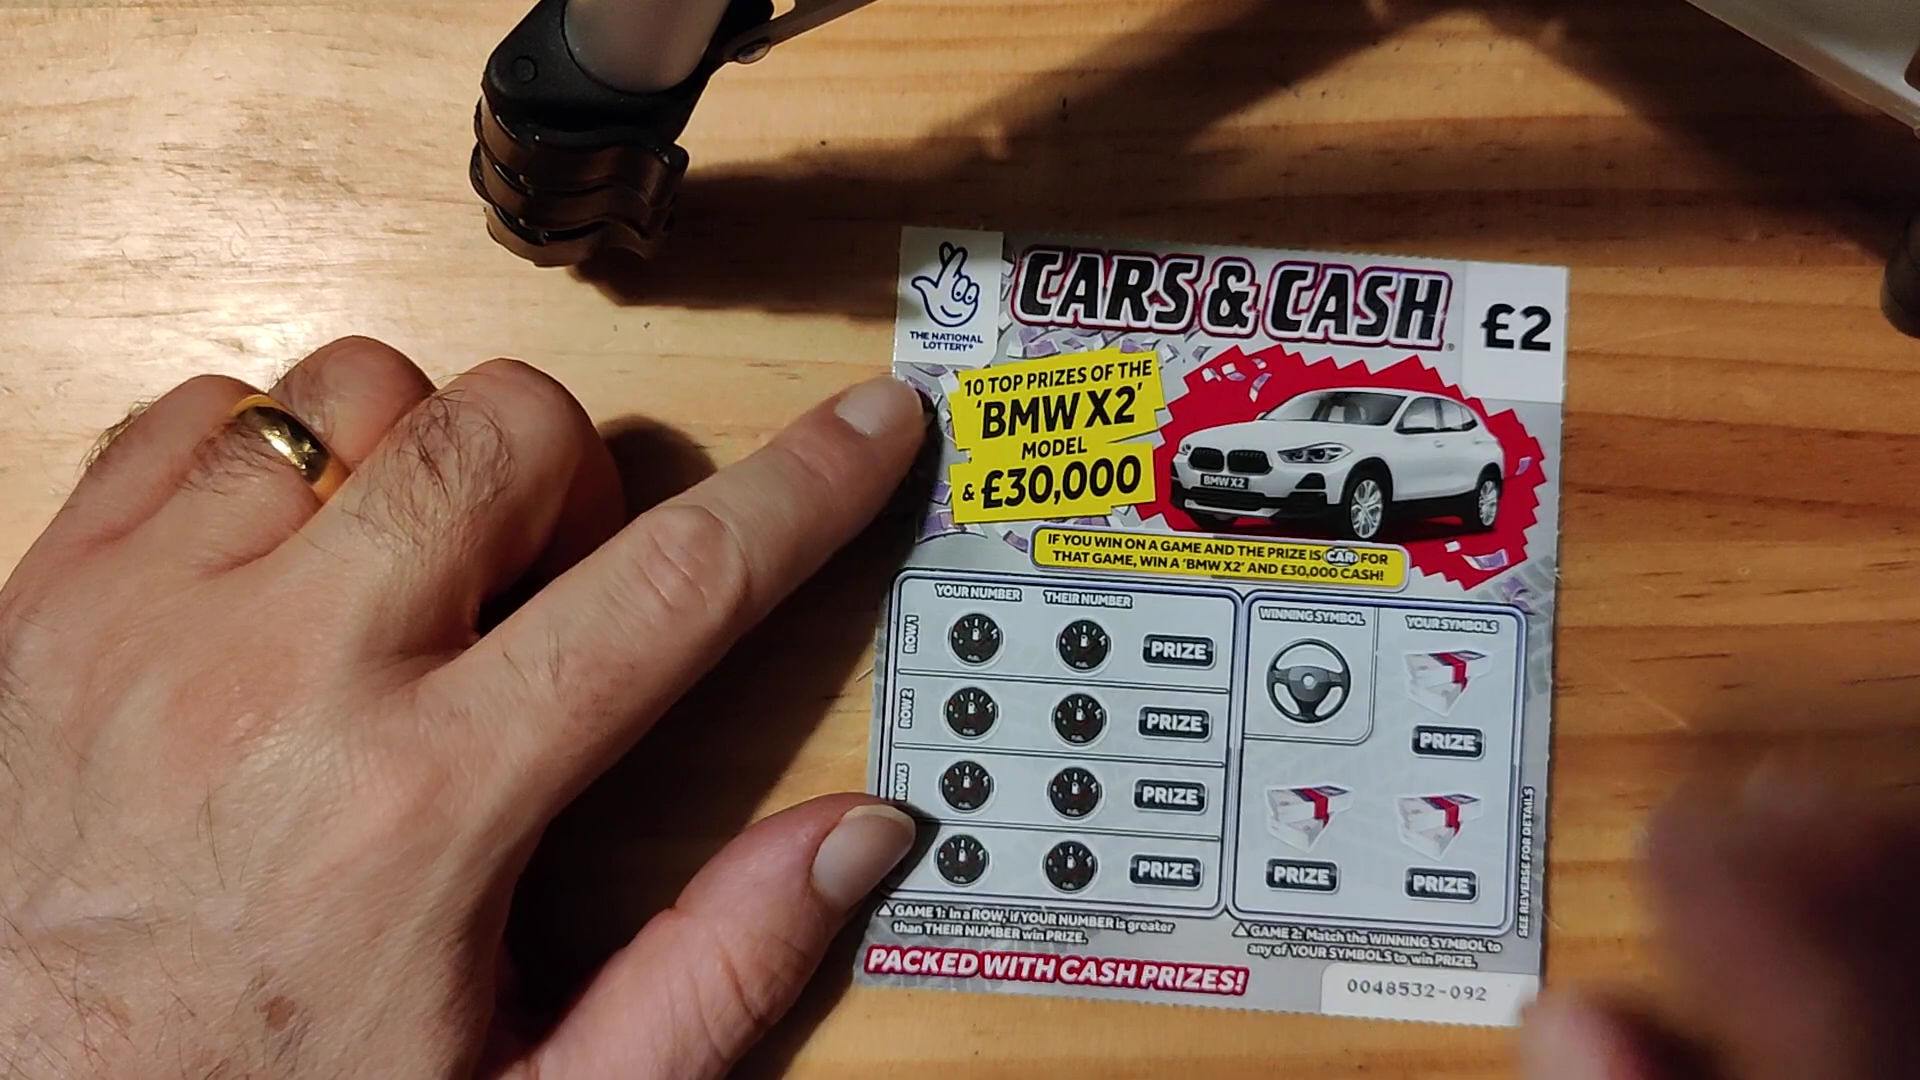 THE NATIONAL
LOTTERY®
CARS & CASH
£2
10 TOP PRIZES OF THE
'BMW X2'
MODEL
& £30,000
BMW X2
IF YOU WIN ON A GAME AND THE PRIZE IS CAR FOR
THAT GAME, WIN A 'BMW X2' AND £30,000 CASH!
YOUR NUMBER THEIR NUMBER
ROW 1 PRIZE
ROW 2 PRIZE
ROW 3 PRIZE
PRIZE
WINNING SYMBOL YOUR SYMBOLS
PRIZE
PRIZE PRIZE
GAME 1: In a ROW, if YOUR NUMBER is greater
than THEIR NUMBER win PRIZE.
GAME 2: Match the WINNING SYMBOL to
any of YOUR SYMBOLS to win PRIZE.
PACKED WITH CASH PRIZES!
0048532-092
SEE REVERSE FOR DETAILS